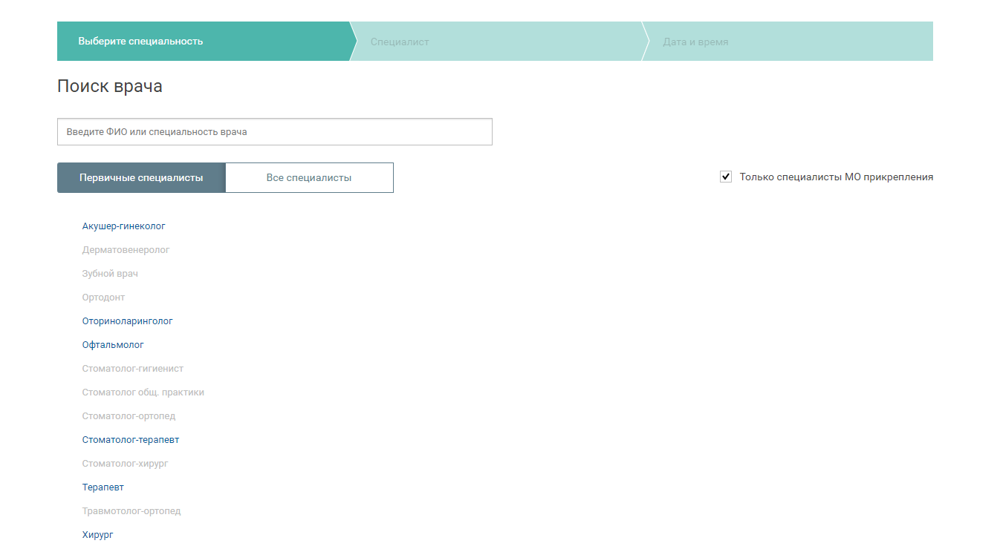 Выберите специальность
Специалист
Дата и время
Поиск врача
Введите ФИО или специальность врача
Первичные специалисты
Все специалисты
Только специалисты МО прикрепления
Акушер-гинеколог
Дерматовенеролог
Зубной врач
Ортодонт
Оториноларинголог
Офтальмолог
Стоматолог-гигиенист
Стоматолог общ. практики
Стоматолог-ортопед
Стоматолог-терапевт
Стоматолог-хирург
Терапевт
Травмотолог-ортопед
Хирург